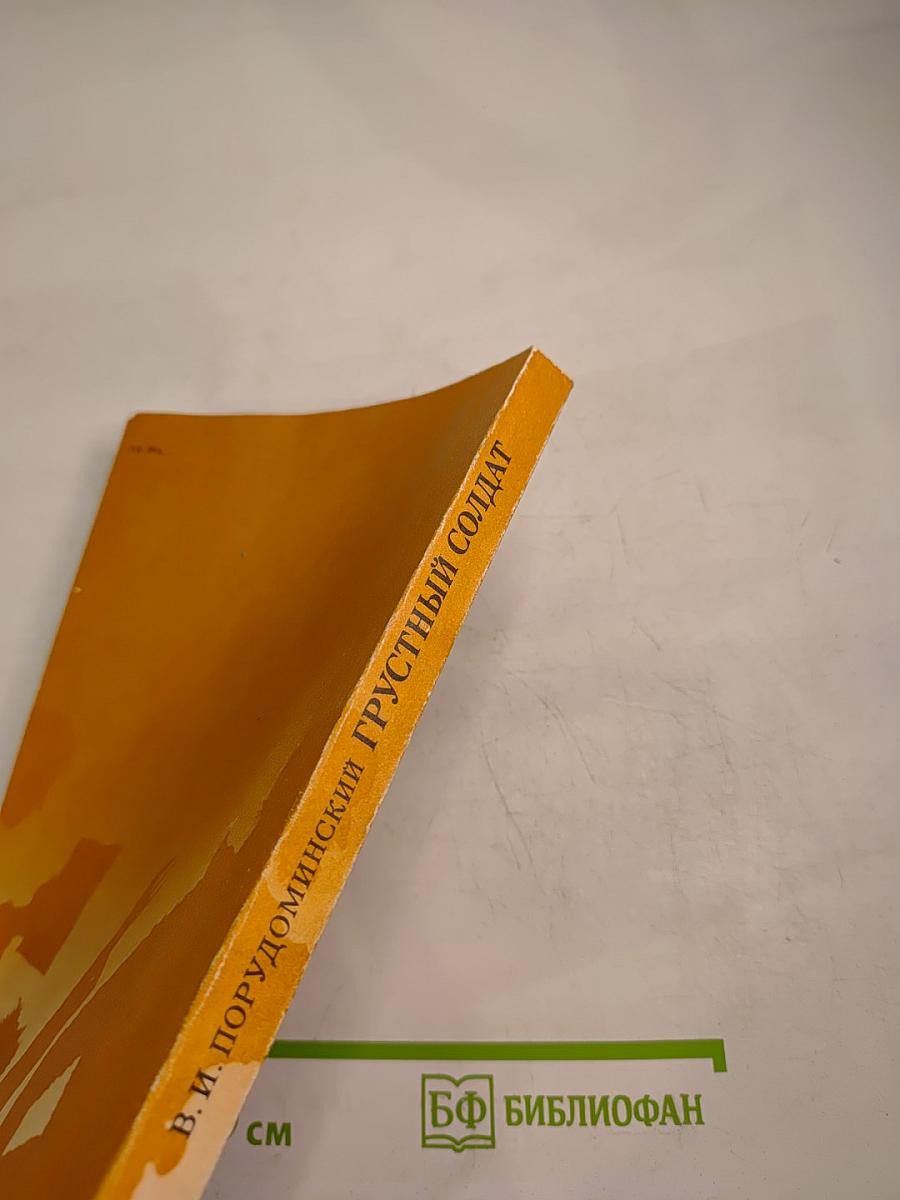 В. И. ПОРУДОМИНСКИЙ ГРУСТНЫЙ СОЛДАТ
СМ
БФ БИБЛИОФАН